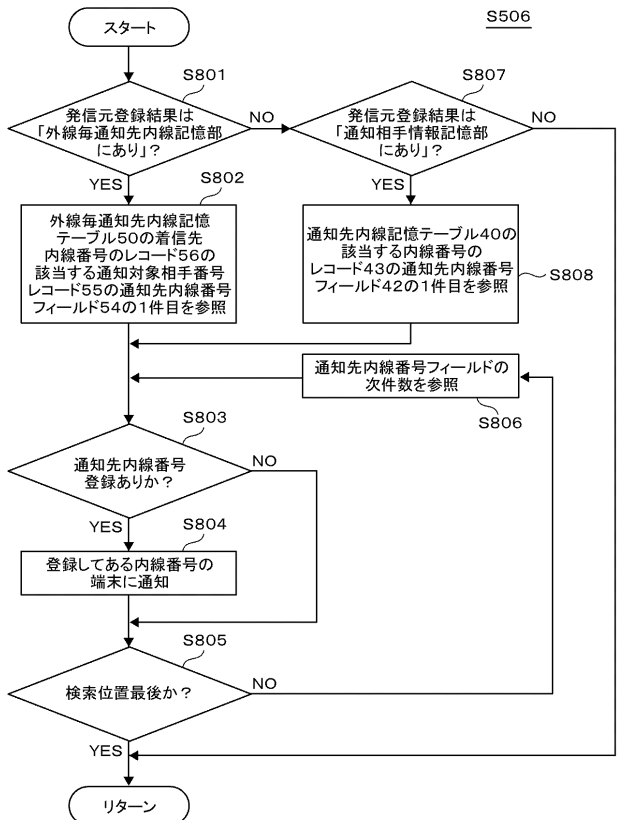 S506
スタート
S801
発信元登録結果は
「外線毎通知先内線記憶部
にあり」?
NO
YES
S807
発信元登録結果は
「通知相手情報記憶部
にあり」?
NO
YES
S802
外線毎通知先内線記憶
テーブル50の着信先
内線番号のレコード56の
該当する通知対象相手番号
レコード55の通知先内線番号
フィールド54の1件目を参照
通知先内線記憶テーブル40の
該当する内線番号の
レコード43の通知先内線番号
フィールド42の1件目を参照
S808
通知先内線番号フィールドの
次件数を参照
S806
S803
通知先内線番号
登録ありか?
NO
YES
S804
登録してある内線番号の
端末に通知
S805
検索位置最後か?
NO
YES
リターン